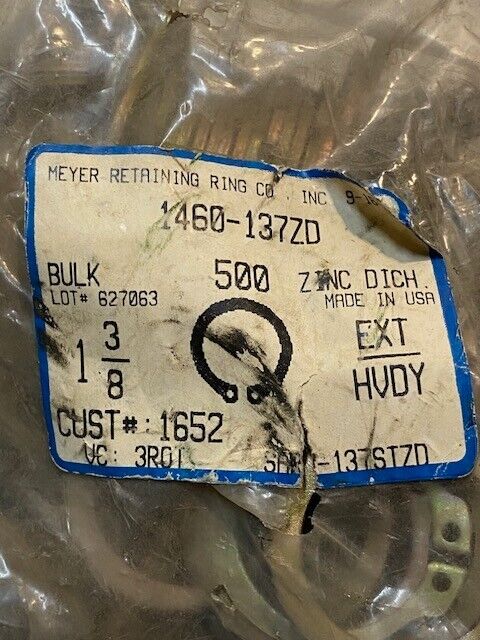 MEYER RETAINING RING CO., INC
1460-137ZD
BULK 500 ZINC DICH.
LOT# 627063 MADE IN USA
1 3/8 EXT
HVDY
CUST#: 1652
VC: -137STZD